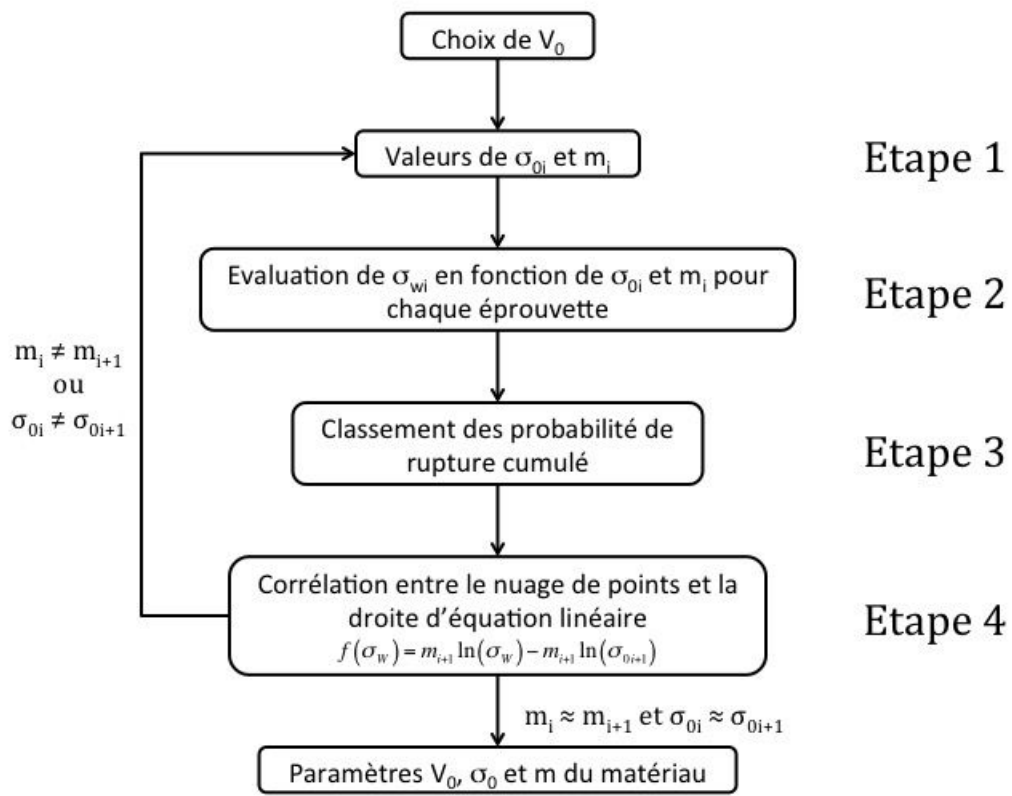 Choix de V₀
Valeurs de σ₀ᵢ et mᵢ
Etape 1
Evaluation de σwᵢ en fonction de σ₀ᵢ et mᵢ pour
chaque éprouvette
Etape 2
mᵢ ≠ mᵢ₊₁
ou
σ₀ᵢ ≠ σ₀ᵢ₊₁
Classement des probabilité de
rupture cumulé
Etape 3
Corrélation entre le nuage de points et la
droite d'équation linéaire
f(σ_W) = mᵢ₊₁ ln(σ_W) − mᵢ₊₁ ln(σ₀ᵢ₊₁)
Etape 4
mᵢ ≈ mᵢ₊₁ et σ₀ᵢ ≈ σ₀ᵢ₊₁
Paramètres V₀, σ₀ et m du matériau